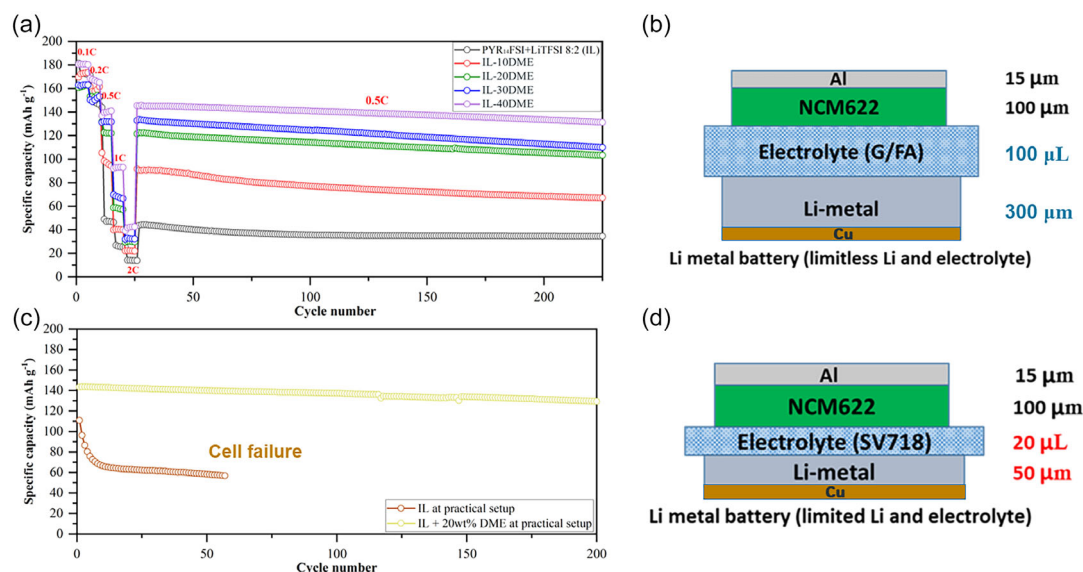 (a)
Specific capacity (mAh g⁻¹)
200
180
160
140
120
100
80
60
40
20
0
0.1C
0.2C
0.5C
1C
2C
0.5C
PYR₁₄FSI+LiTFSI 8:2 (IL)
IL-10DME
IL-20DME
IL-30DME
IL-40DME
0 50 100 150 200
Cycle number
(b)
Al 15 μm
NCM622 100 μm
Electrolyte (G/FA) 100 μL
Li-metal 300 μm
Cu
Li metal battery (limitless Li and electrolyte)
(c)
Specific capacity (mAh g⁻¹)
200
180
160
140
120
100
80
60
40
20
0
Cell failure
IL at practical setup
IL + 20wt% DME at practical setup
0 50 100 150 200
Cycle number
(d)
Al 15 μm
NCM622 100 μm
Electrolyte (SV718) 20 μL
Li-metal 50 μm
Cu
Li metal battery (limited Li and electrolyte)